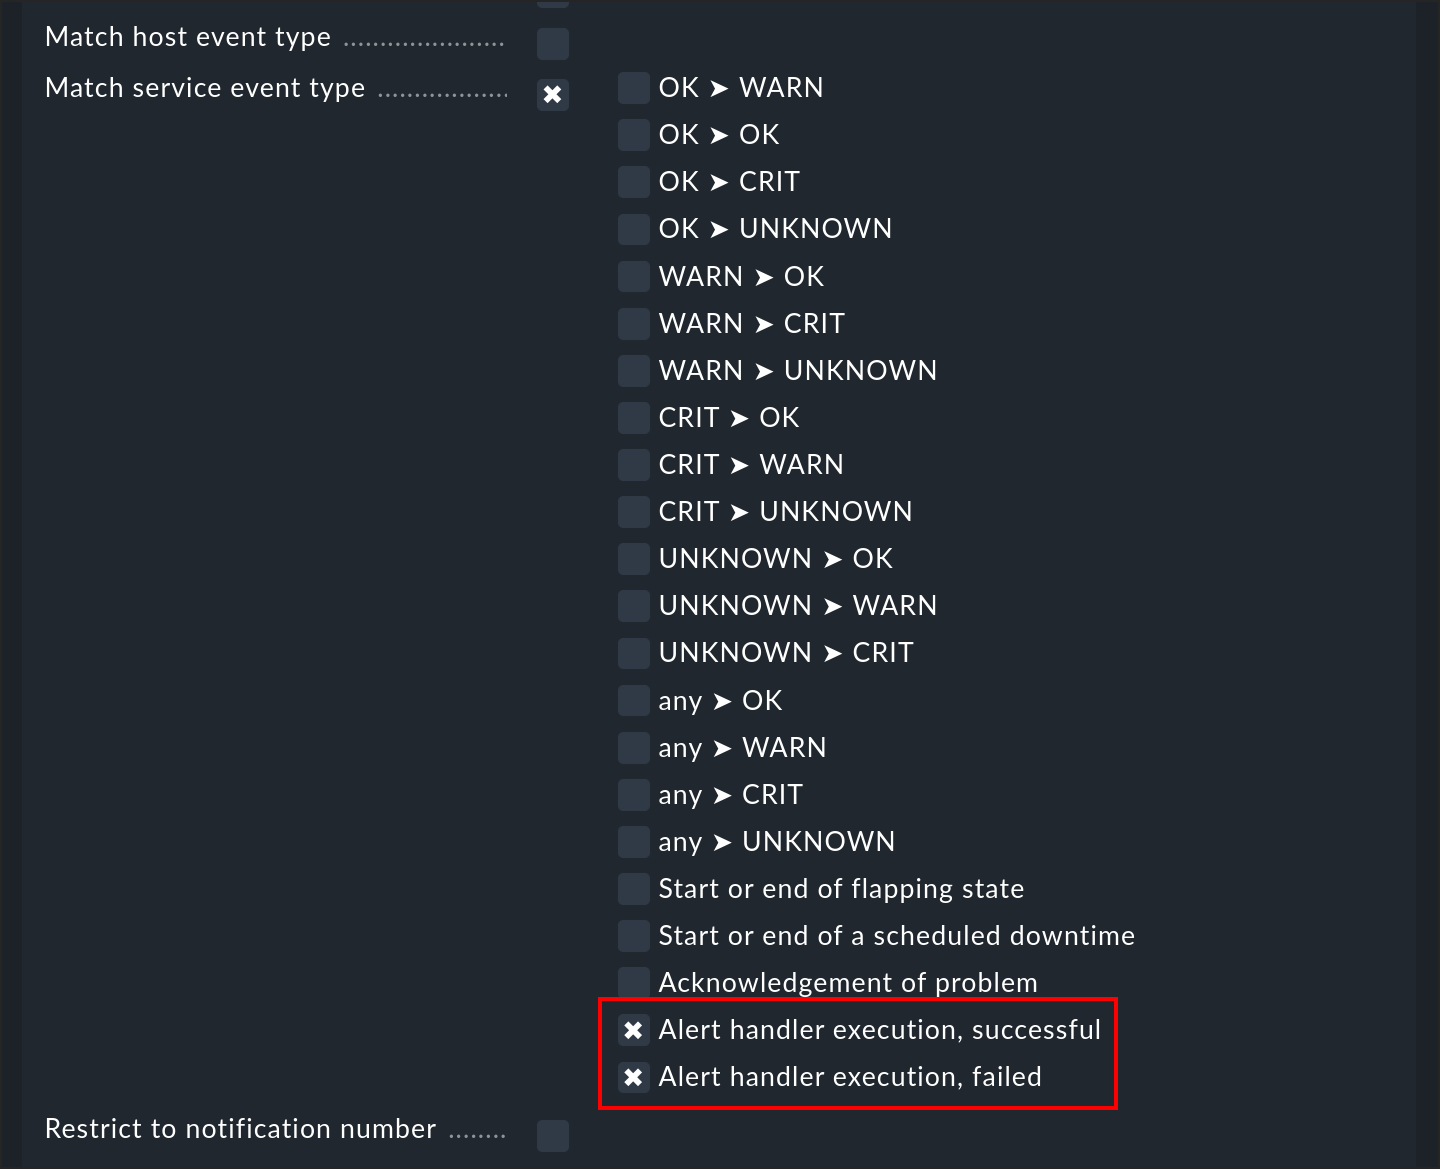 Match host event type ......................
Match service event type ..................
OK ➤ WARN
OK ➤ OK
OK ➤ CRIT
OK ➤ UNKNOWN
WARN ➤ OK
WARN ➤ CRIT
WARN ➤ UNKNOWN
CRIT ➤ OK
CRIT ➤ WARN
CRIT ➤ UNKNOWN
UNKNOWN ➤ OK
UNKNOWN ➤ WARN
UNKNOWN ➤ CRIT
any ➤ OK
any ➤ WARN
any ➤ CRIT
any ➤ UNKNOWN
Start or end of flapping state
Start or end of a scheduled downtime
Acknowledgement of problem
Alert handler execution, successful
Alert handler execution, failed
Restrict to notification number ........